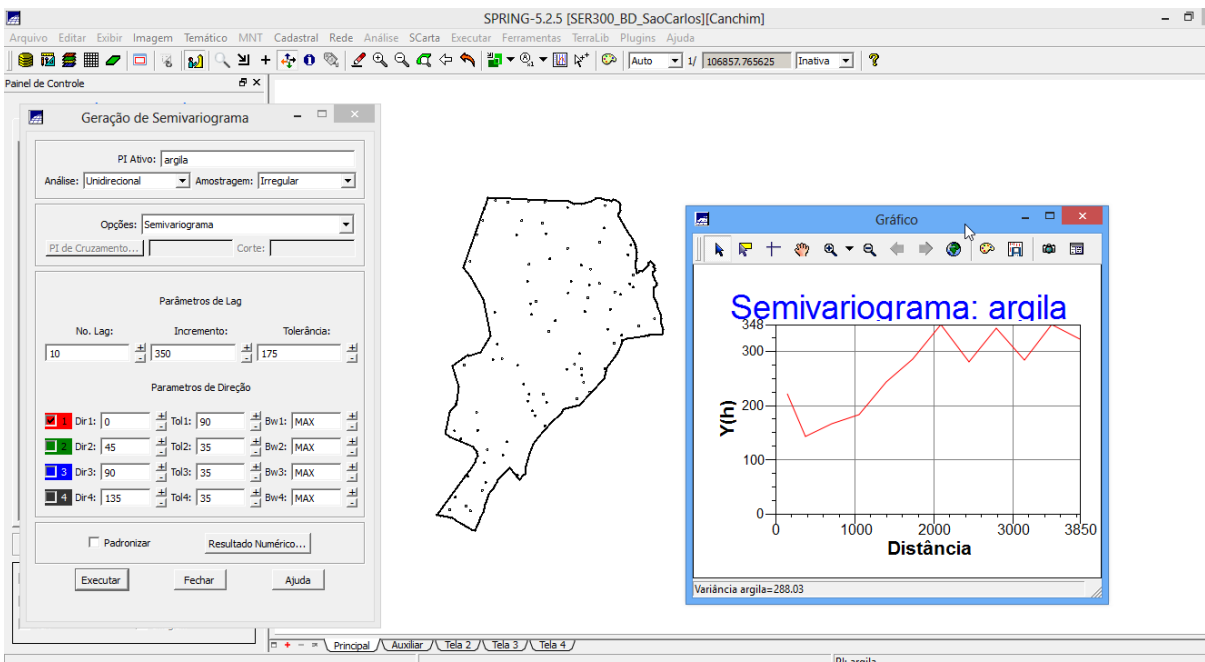 SPRING-5.2.5 [SER300_BD_SaoCarlos][Canchim]
Arquivo Editar Exibir Imagem Temático MNT Cadastral Rede Análise SCarta Executar Ferramentas TerraLib Plugins Ajuda
Auto 1/ 106857.765625 Inativa
Painel de Controle
Geração de Semivariograma
PI Ativo: argila
Análise: Unidirecional Amostragem: Irregular
Opções: Semivariograma
PI de Cruzamento... Corte:
Parâmetros de Lag
No. Lag: Incremento: Tolerância:
10 350 175
Parametros de Direção
1 Dir1: 0 Tol1: 90 Bw1: MAX
2 Dir2: 45 Tol2: 35 Bw2: MAX
3 Dir3: 90 Tol3: 35 Bw3: MAX
4 Dir4: 135 Tol4: 35 Bw4: MAX
Padronizar Resultado Numérico...
Executar Fechar Ajuda
Gráfico
Semivariograma: argila
348
300
200
100
0
Y(h)
0 1000 2000 3000 3850
Distância
Variância argila=288.03
Principal Auxiliar Tela 2 Tela 3 Tela 4
PI: argila